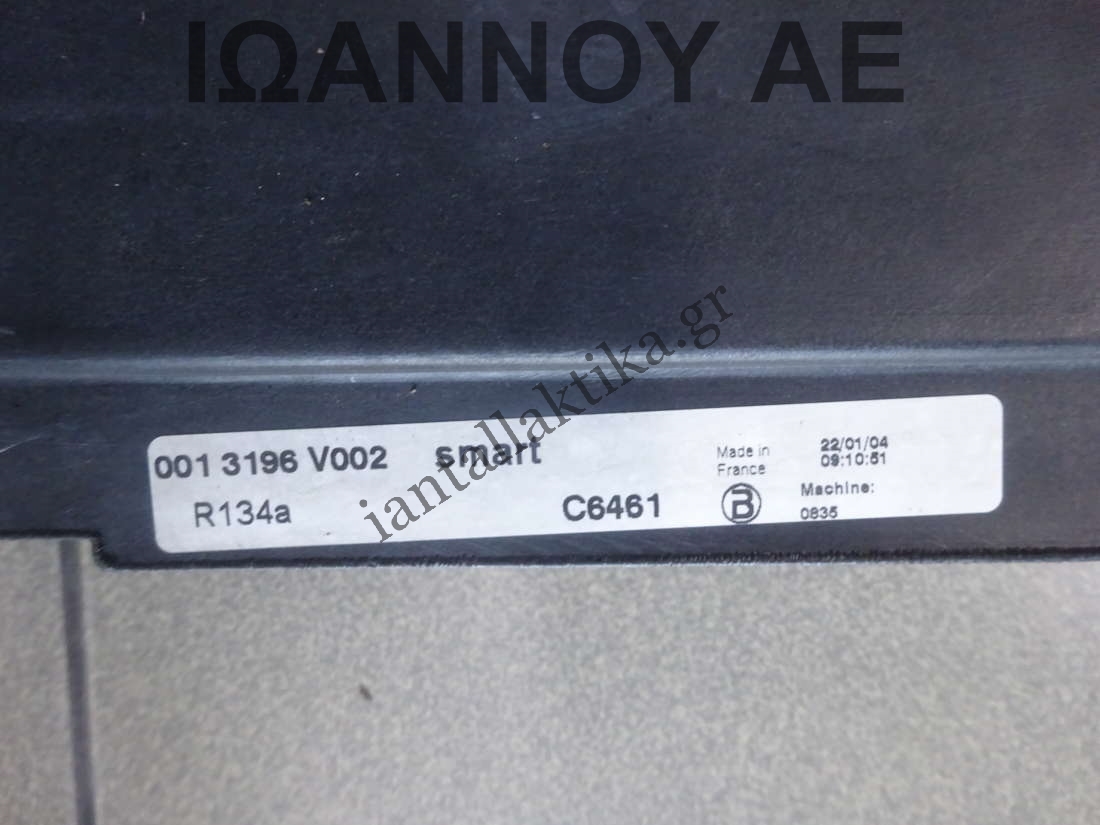 ΙΩΑΝΝΟΥ ΑΕ
iantallaktika.gr
001 3196 V002 smart
R134a
C6461
Made in
France
B
22/01/04
09:10:51
Machine:
0835